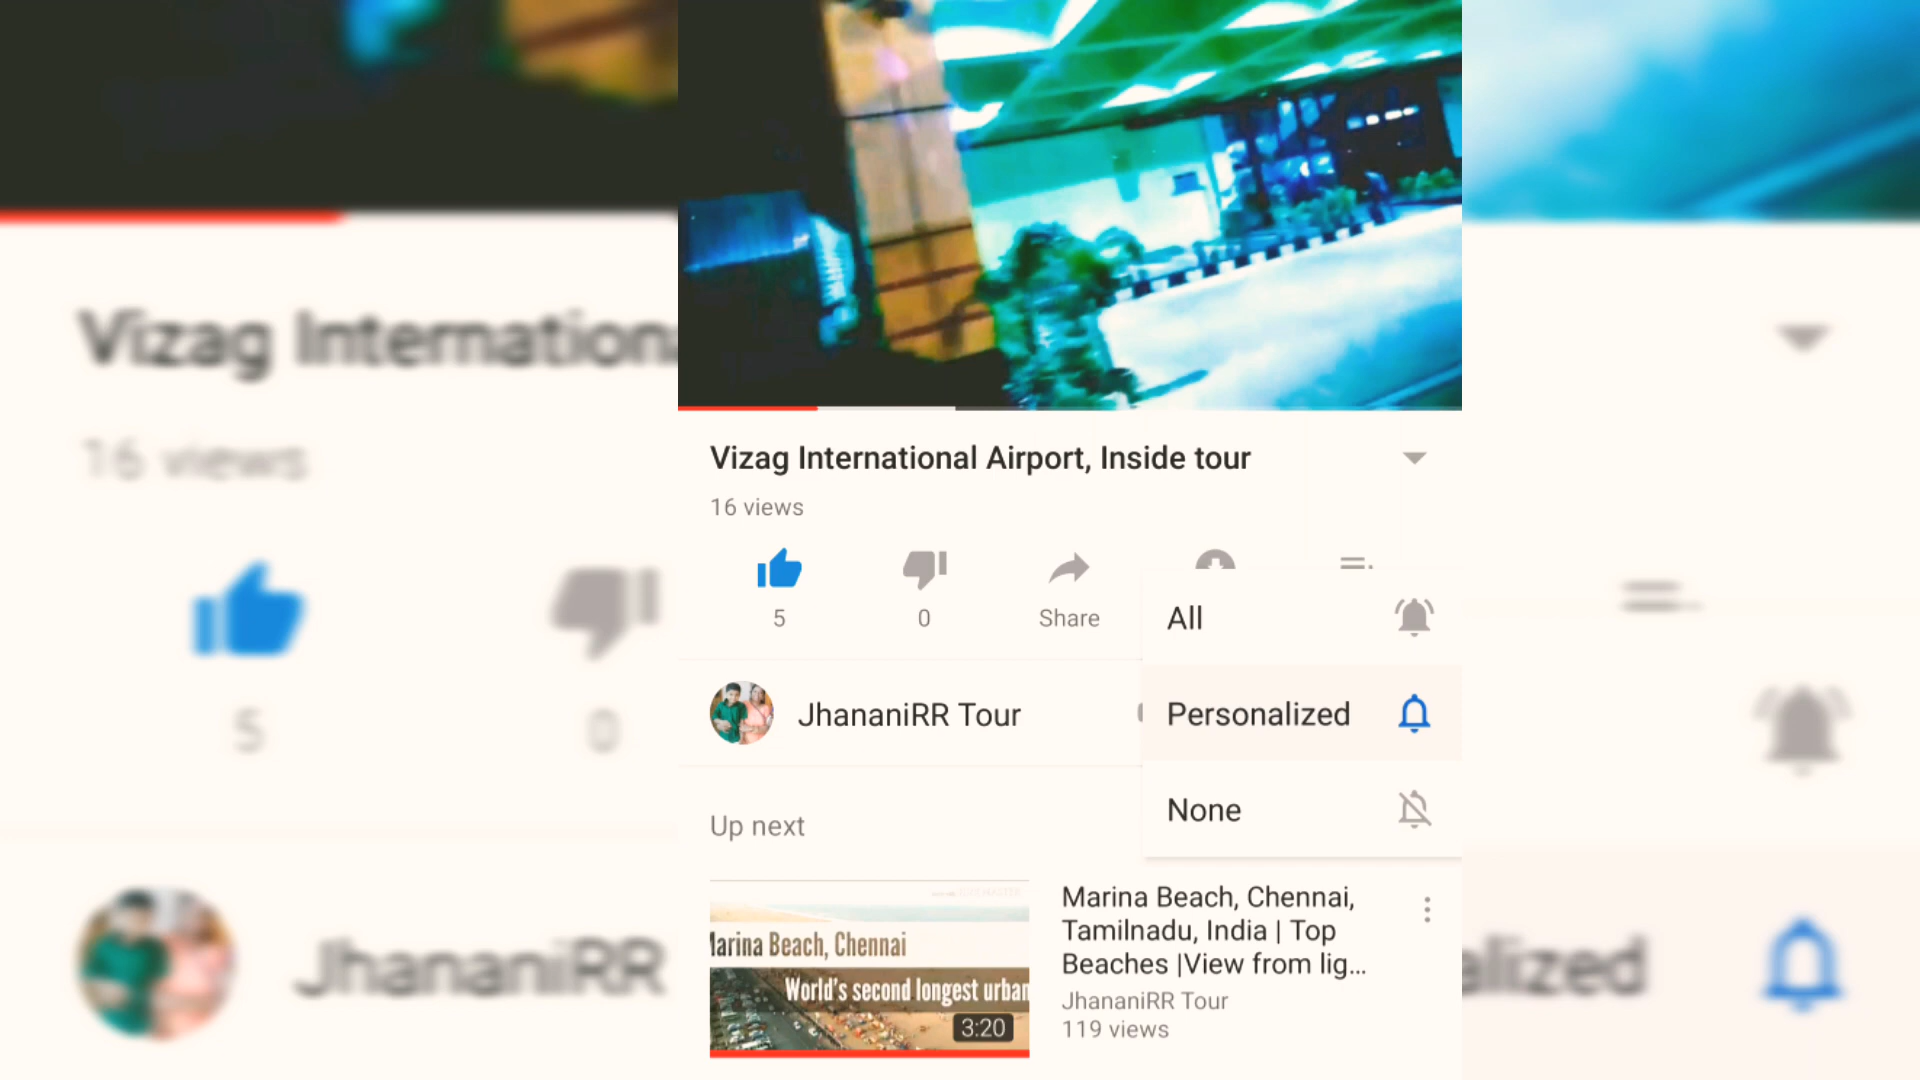 Vizag International Airport, Inside tour
16 views
5
0
Share
All
JhananiRR Tour
Personalized
None
Up next
Marina Beach, Chennai
World's second longest urban
3:20
Marina Beach, Chennai,
Tamilnadu, India | Top
Beaches |View from lig...
JhananiRR Tour
119 views
Vizag Internationa
16 views
5
0
JhananiRR
alized